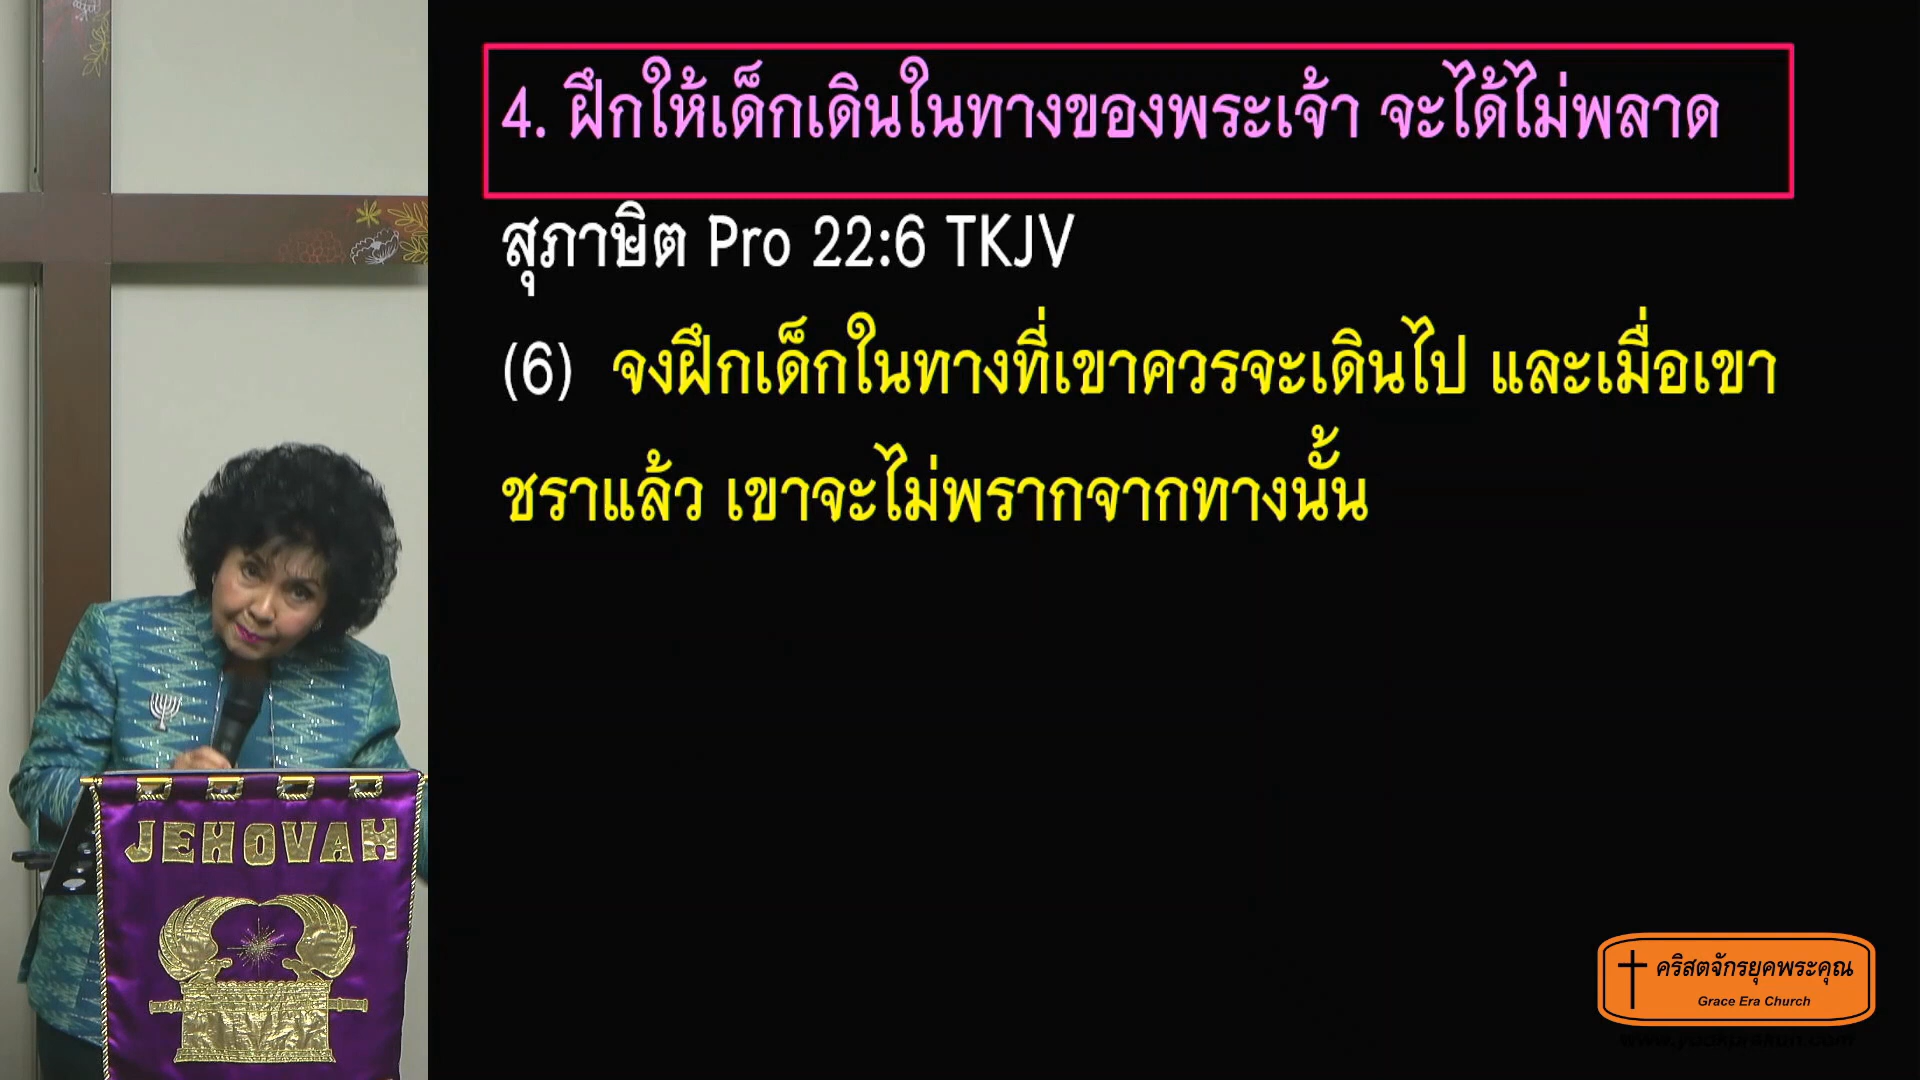 4. ฝึกให้เด็กเดินในทางของพระเจ้า จะได้ไม่พลาด
สุภาษิต Pro 22:6 TKJV
(6) จงฝึกเด็กในทางที่เขาควรจะเดินไป และเมื่อเขา
ชราแล้ว เขาจะไม่พรากจากทางนั้น
JEHOVAH
คริสตจักรยุคพระคุณ
Grace Era Church